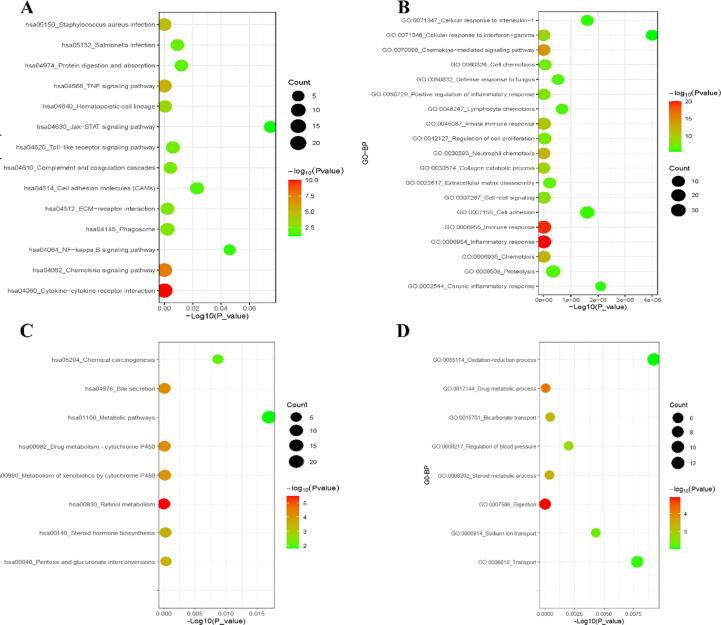 A
hsa05150_Staphylococcus aureus infection
hsa05132_Salmonella infection
hsa04974_Protein digestion and absorption
hsa04668_TNF signaling pathway
hsa04640_Hematopoietic cell lineage
hsa04630_Jak-STAT signaling pathway
hsa04620_Toll-like receptor signaling pathway
hsa04610_Complement and coagulation cascades
hsa04514_Cell adhesion molecules (CAMs)
hsa04512_ECM-receptor interaction
hsa04145_Phagosome
hsa04064_NF-kappa B signaling pathway
hsa04062_Chemokine signaling pathway
hsa04060_Cytokine-cytokine receptor interaction
0.00 0.02 0.04 0.06
-Log10(P_value)
Count
5
10
15
20
-log10(Pvalue)
10.0
7.5
5.0
2.5
B
GO:0071347_Cellular response to interleukin-1
GO:0071346_Cellular response to interferon-gamma
GO:0070098_Chemokine-mediated signaling pathway
GO:0060326_Cell chemotaxis
GO:0050832_Defense response to fungus
GO:0050729_Positive regulation of inflammatory response
GO:0048247_Lymphocyte chemotaxis
GO:0045087_Innate immune response
GO:0042127_Regulation of cell proliferation
GO:0030593_Neutrophil chemotaxis
GO:0030574_Collagen catabolic process
GO:0022617_Extracellular matrix disassembly
GO:0007267_Cell-cell signaling
GO:0007155_Cell adhesion
GO:0006955_Immune response
GO:0006954_Inflammatory response
GO:0006935_Chemotaxis
GO:0006508_Proteolysis
GO:0002544_Chronic inflammatory response
GO-BP
0e+00 1e-06 2e-06 3e-06 4e-06
-Log10(P_value)
-log10(Pvalue)
20
15
10
Count
10
20
30
C
hsa05204_Chemical carcinogenesis
hsa04976_Bile secretion
hsa01100_Metabolic pathways
hsa00982_Drug metabolism - cytochrome P450
00980_Metabolism of xenobiotics by cytochrome P450
hsa00830_Retinol metabolism
hsa00140_Steroid hormone biosynthesis
hsa00040_Pentose and glucuronate interconversions
0.000 0.005 0.010 0.015
-Log10(P_value)
Count
5
10
15
20
-log10(Pvalue)
5
4
3
2
D
GO:0055114_Oxidation-reduction process
GO:0017144_Drug metabolic process
GO:0015701_Bicarbonate transport
GO:0008217_Regulation of blood pressure
GO:0008202_Steroid metabolic process
GO:0007586_Digestion
GO:0006814_Sodium ion transport
GO:0006810_Transport
GO-BP
0.0000 0.0025 0.0050 0.0075
-Log10(P_value)
Count
6
8
10
12
-log10(Pvalue)
4
3